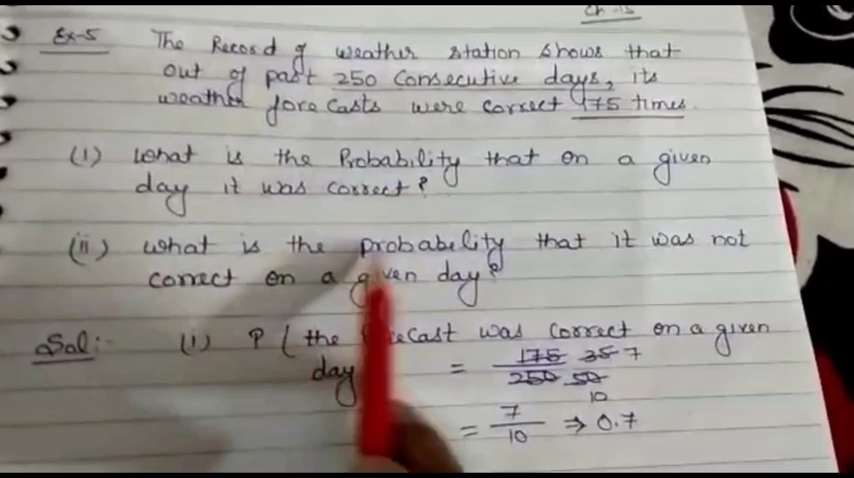 Ch-15
Ex-5 The Record of weather station shows that
out of past 250 consecutive days, its
weather fore casts were correct 175 times.
(i) what is the Probability that on a given
day it was correct?
(ii) what is the probability that it was not
correct on a given day?
Sol:- (i) P ( the cast was correct on a given
day = 175 35 7
250 50
10
= 7/10 ⇒ 0.7